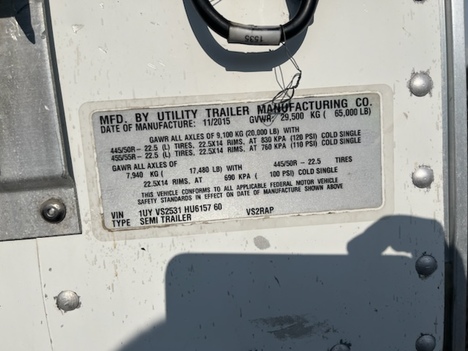 1535
MFD. BY UTILITY TRAILER MANUFACTURING CO.
DATE OF MANUFACTURE: 11/2015 GVWR: 29,500 KG ( 65,000 LB)
GAWR ALL AXLES OF 9,100 KG (20,000 LB) WITH
445/50R- 22.5 (L) TIRES, 22.5X14 RIMS, AT 830 KPA (120 PSI) COLD SINGLE
455/55R- 22.5 (L) TIRES, 22.5X14 RIMS, AT 760 KPA (110 PSI) COLD SINGLE
GAWR ALL AXLES OF
7,940 KG ( 17,480 LB) WITH 445/50R - 22.5 TIRES
22.5X14 RIMS, AT 690 KPA ( 100 PSI) COLD SINGLE
THIS VEHICLE CONFORMS TO ALL APPLICABLE FEDERAL MOTOR VEHICLE
SAFETY STANDARDS IN EFFECT ON DATE OF MANUFACTURE SHOWN ABOVE
VIN 1UY VS2531 HU6157 60
TYPE SEMI TRAILER VS2RAP